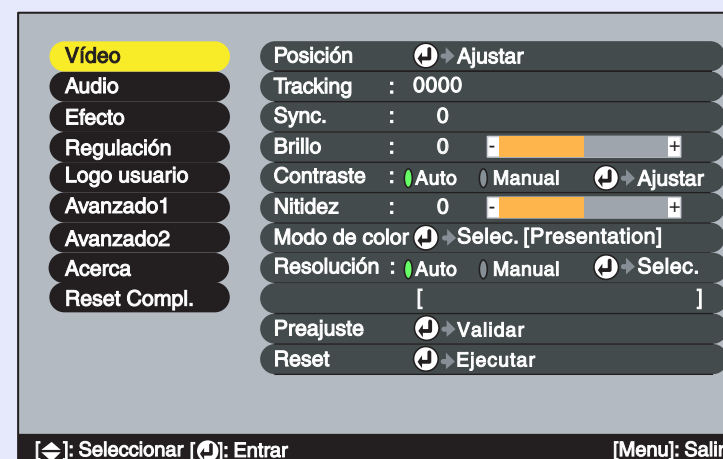 Vídeo
Audio
Efecto
Regulación
Logo usuario
Avanzado1
Avanzado2
Acerca
Reset Compl.
Posición Ajustar
Tracking : 0000
Sync. : 0
Brillo : 0 - +
Contraste : Auto Manual Ajustar
Nitidez : 0 - +
Modo de color Selec. [Presentation]
Resolución : Auto Manual Selec.
[ ]
Preajuste Validar
Reset Ejecutar
[ ]: Seleccionar [ ]: Entrar [Menu]: Salir